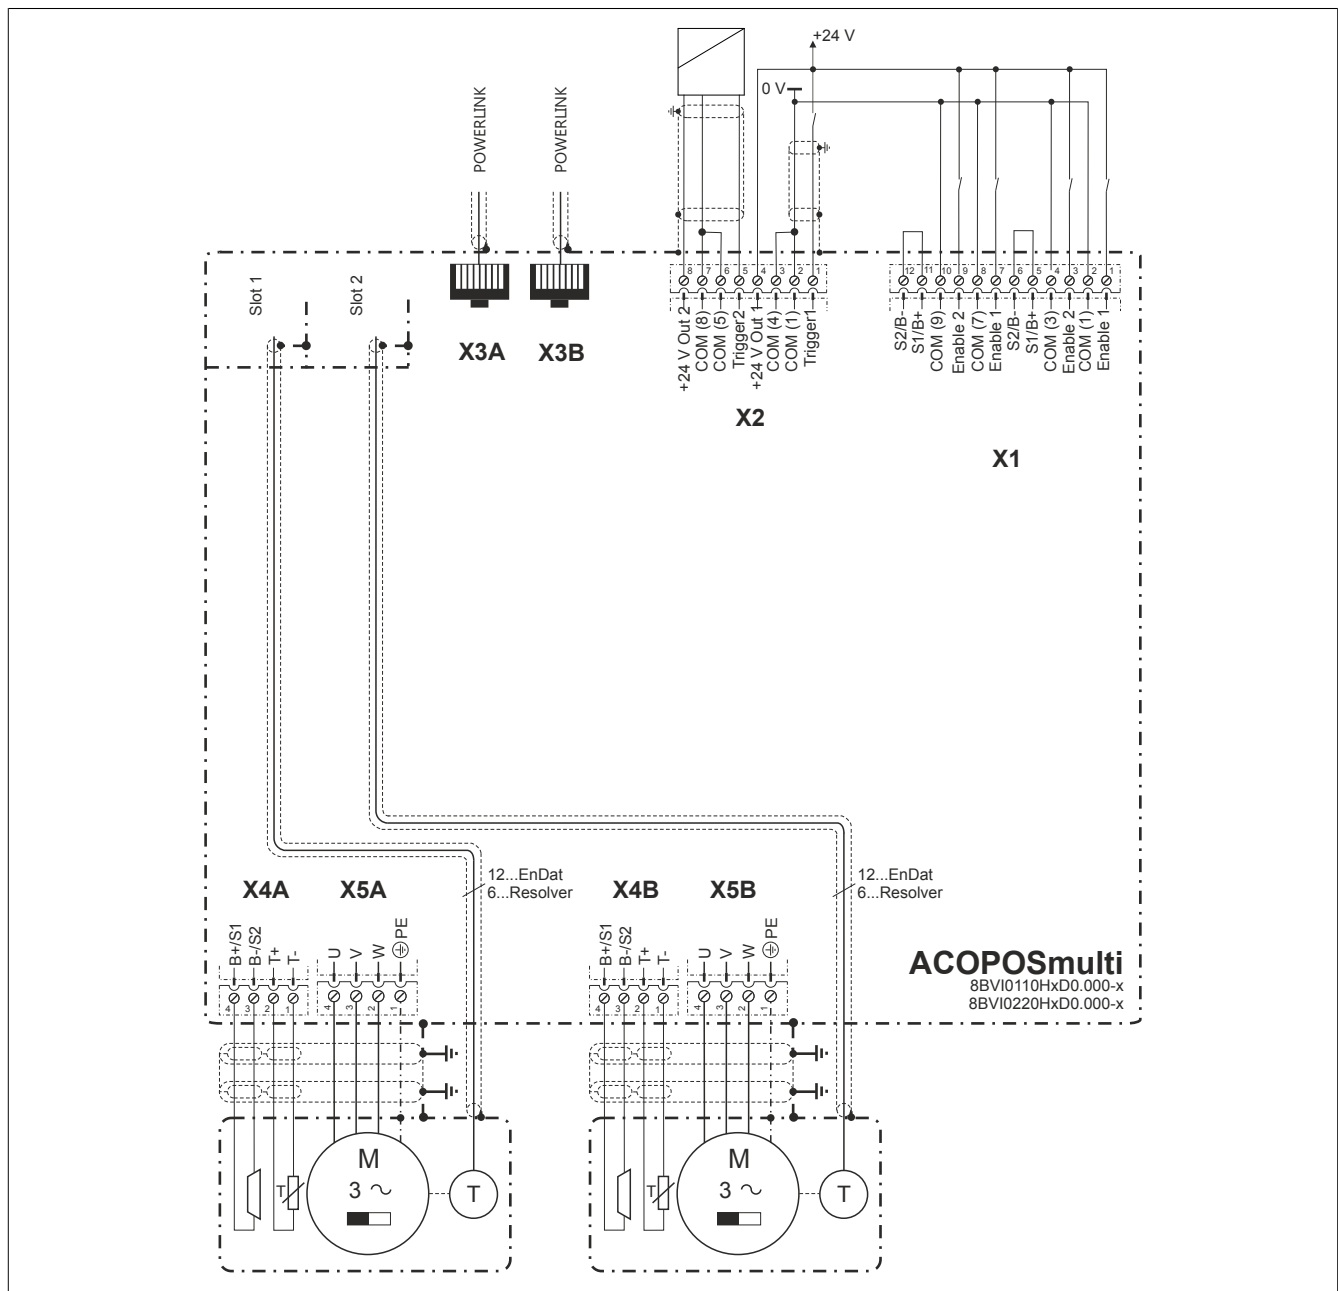 +24 V
0 V
POWERLINK
POWERLINK
Slot 1
Slot 2
X3A
X3B
8 7 6 5 4 3 2 1
+24 V Out 2
COM (8)
COM (5)
Trigger2
+24 V Out 1
COM (4)
COM (1)
Trigger1
X2
12 11 10 9 8 7 6 5 4 3 2 1
S2/B-
S1/B+
COM (9)
Enable 2
COM (7)
Enable 1
S2/B-
S1/B+
COM (3)
Enable 2
COM (1)
Enable 1
X1
12...EnDat
6...Resolver
12...EnDat
6...Resolver
X4A
X5A
X4B
X5B
B+/S1
B-/S2
T+
T-
U
V
W
PE
4 3 2 1
4 3 2 1
B+/S1
B-/S2
T+
T-
U
V
W
PE
4 3 2 1
4 3 2 1
ACOPOSmulti
8BVI0110HxD0.000-x
8BVI0220HxD0.000-x
T
M
3 ~
T
T
M
3 ~
T